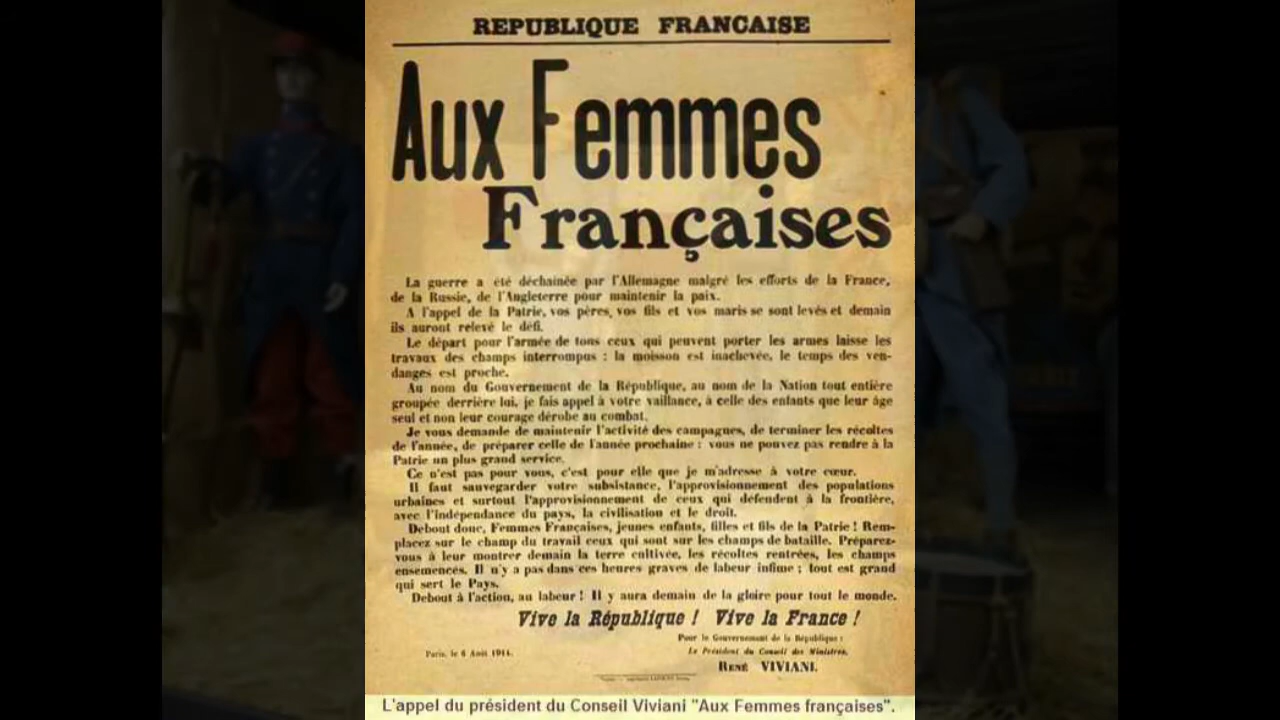 REPUBLIQUE FRANCAISE
Aux Femmes
Françaises
La guerre a été déchainée par l'Allemagne malgré les efforts de la France,
de la Russie, de l'Angleterre pour maintenir la paix.
A l'appel de la Patrie, vos pères, vos fils et vos maris se sont levés et demain
ils auront relevé le défi.
Le départ pour l'armée de tous ceux qui peuvent porter les armes laisse les
travaux des champs interrompus : la moisson est inachevée, le temps des ven-
danges est proche.
Au nom du Gouvernement de la République, au nom de la Nation tout entière
groupée derrière lui, je fais appel à votre vaillance, à celle des enfants que leur âge
seul et non leur courage dérobe au combat.
Je vous demande de maintenir l'activité des campagnes, de terminer les récoltes
de l'année, de préparer celle de l'année prochaine : vous ne pouvez pas rendre à la
Patrie un plus grand service.
Ce n'est pas pour vous, c'est pour elle que je m'adresse à votre cœur.
Il faut sauvegarder votre subsistance, l'approvisionnement des populations
urbaines et surtout l'approvisionnement de ceux qui défendent à la frontière,
avec l'indépendance du pays, la civilisation et le droit.
Debout donc, Femmes Françaises, jeunes enfants, filles et fils de la Patrie ! Rem-
placez sur le champ du travail ceux qui sont sur les champs de bataille. Préparez-
vous à leur montrer demain la terre cultivée, les récoltes rentrées, les champs
ensemencés. Il n'y a pas dans ces heures graves de labeur infime ; tout est grand
qui sert le Pays.
Debout à l'action, au labeur ! Il y aura demain de la gloire pour tout le monde.
Vive la République ! Vive la France !
Pour le Gouvernement de la République :
Le Président du Conseil des Ministres,
Paris, le 6 Août 1914.
RENÉ VIVIANI.
L'appel du président du Conseil Viviani "Aux Femmes françaises".